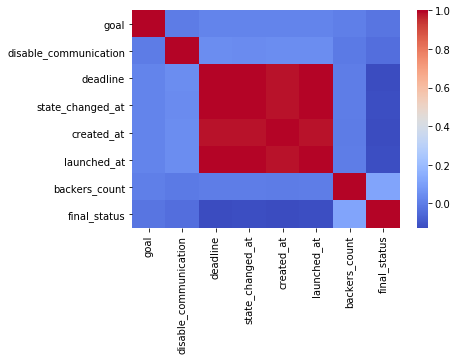 goal
disable_communication
deadline
state_changed_at
created_at
launched_at
backers_count
final_status
goal
disable_communication
deadline
state_changed_at
created_at
launched_at
backers_count
final_status
1.0
0.8
0.6
0.4
0.2
0.0